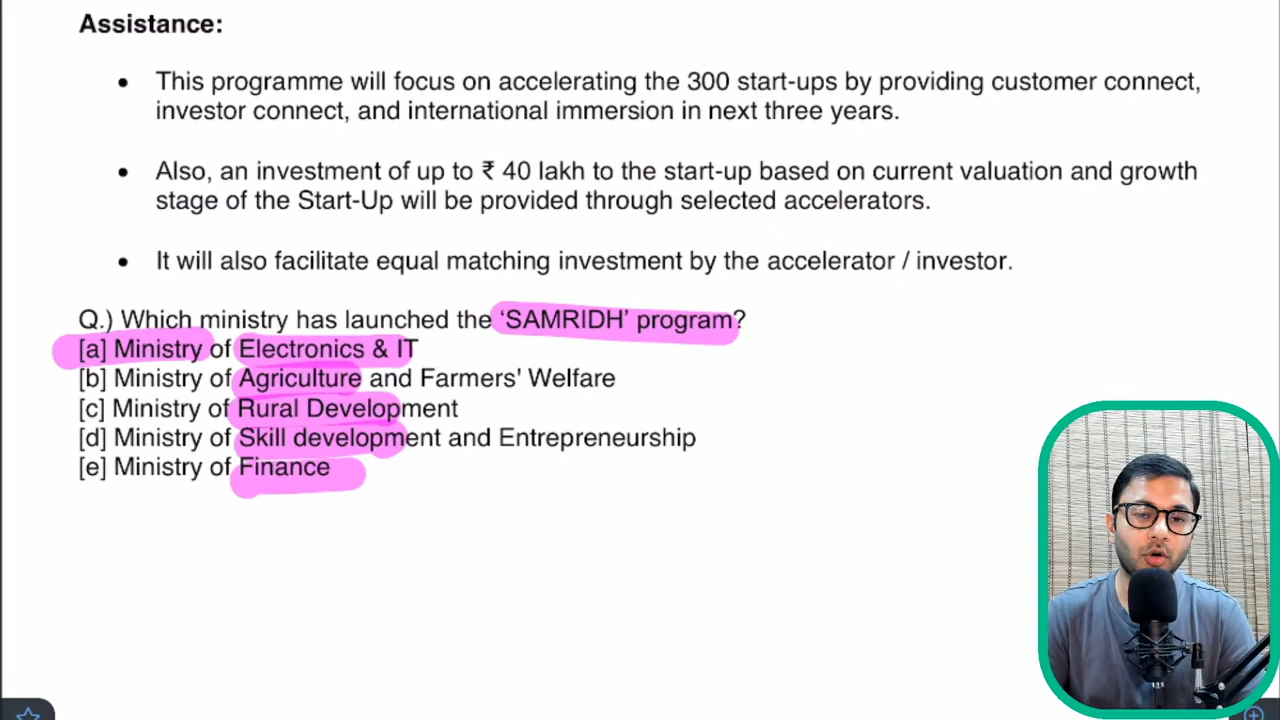 Assistance:
• This programme will focus on accelerating the 300 start-ups by providing customer connect,
investor connect, and international immersion in next three years.
• Also, an investment of up to ₹ 40 lakh to the start-up based on current valuation and growth
stage of the Start-Up will be provided through selected accelerators.
• It will also facilitate equal matching investment by the accelerator / investor.
Q.) Which ministry has launched the ‘SAMRIDH’ program?
[a] Ministry of Electronics & IT
[b] Ministry of Agriculture and Farmers’ Welfare
[c] Ministry of Rural Development
[d] Ministry of Skill development and Entrepreneurship
[e] Ministry of Finance